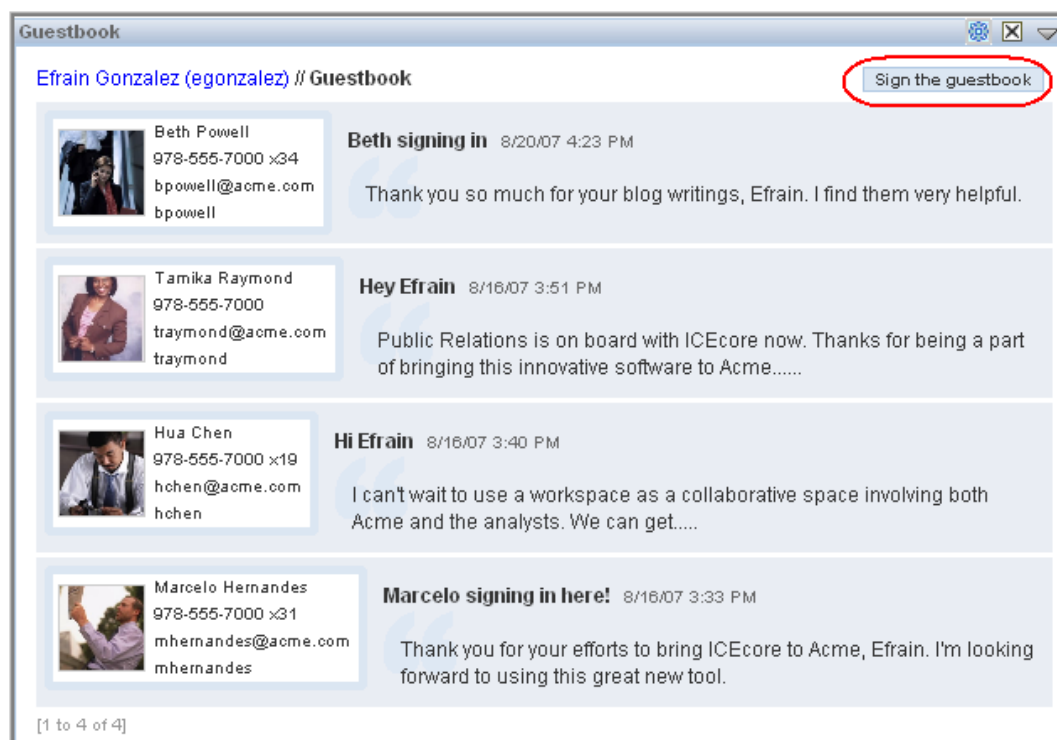 Guestbook
Efrain Gonzalez (egonzalez) // Guestbook
Sign the guestbook
Beth Powell
978-555-7000 x34
bpowell@acme.com
bpowell
Beth signing in 8/20/07 4:23 PM
Thank you so much for your blog writings, Efrain. I find them very helpful.
Tamika Raymond
978-555-7000
traymond@acme.com
traymond
Hey Efrain 8/16/07 3:51 PM
Public Relations is on board with ICEcore now. Thanks for being a part
of bringing this innovative software to Acme......
Hua Chen
978-555-7000 x19
hchen@acme.com
hchen
Hi Efrain 8/16/07 3:40 PM
I can't wait to use a workspace as a collaborative space involving both
Acme and the analysts. We can get.....
Marcelo Hernandes
978-555-7000 x31
mhernandes@acme.com
mhernandes
Marcelo signing in here! 8/16/07 3:33 PM
Thank you for your efforts to bring ICEcore to Acme, Efrain. I'm looking
forward to using this great new tool.
[1 to 4 of 4]